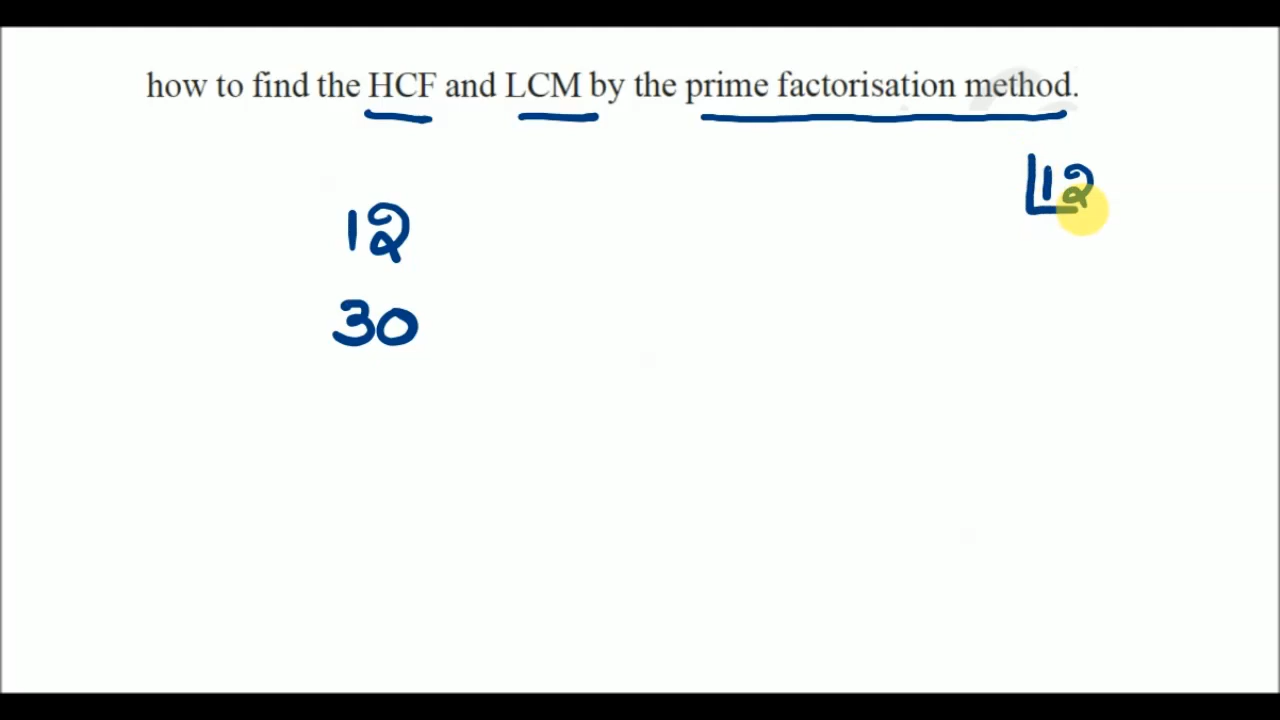 how to find the HCF and LCM by the prime factorisation method.
12
12
30